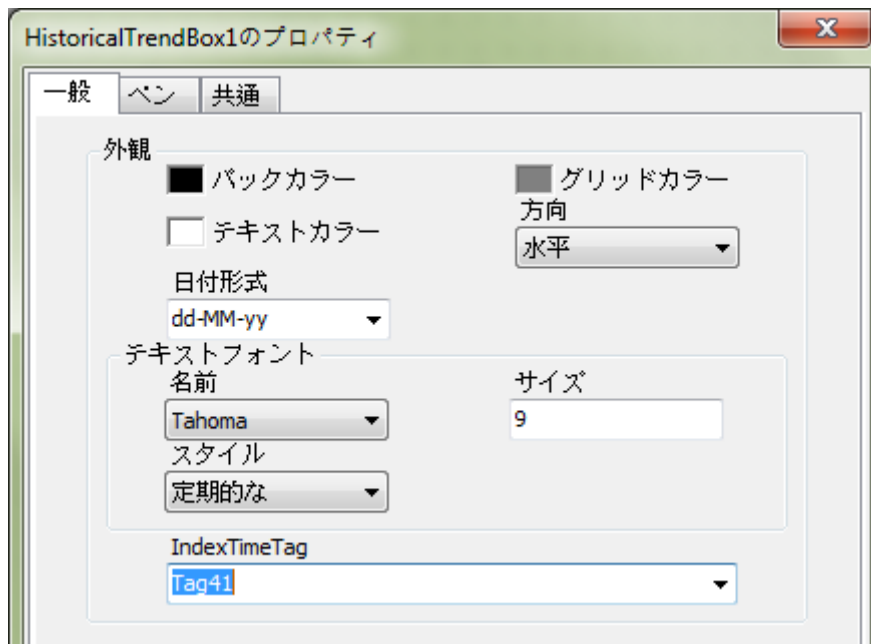 HistoricalTrendBox1のプロパティ
一般 ペン 共通
外観
バックカラー グリッドカラー
テキストカラー
方向
水平
日付形式
dd-MM-yy
テキストフォント
名前 サイズ
Tahoma 9
スタイル
定期的な
IndexTimeTag
Tag41